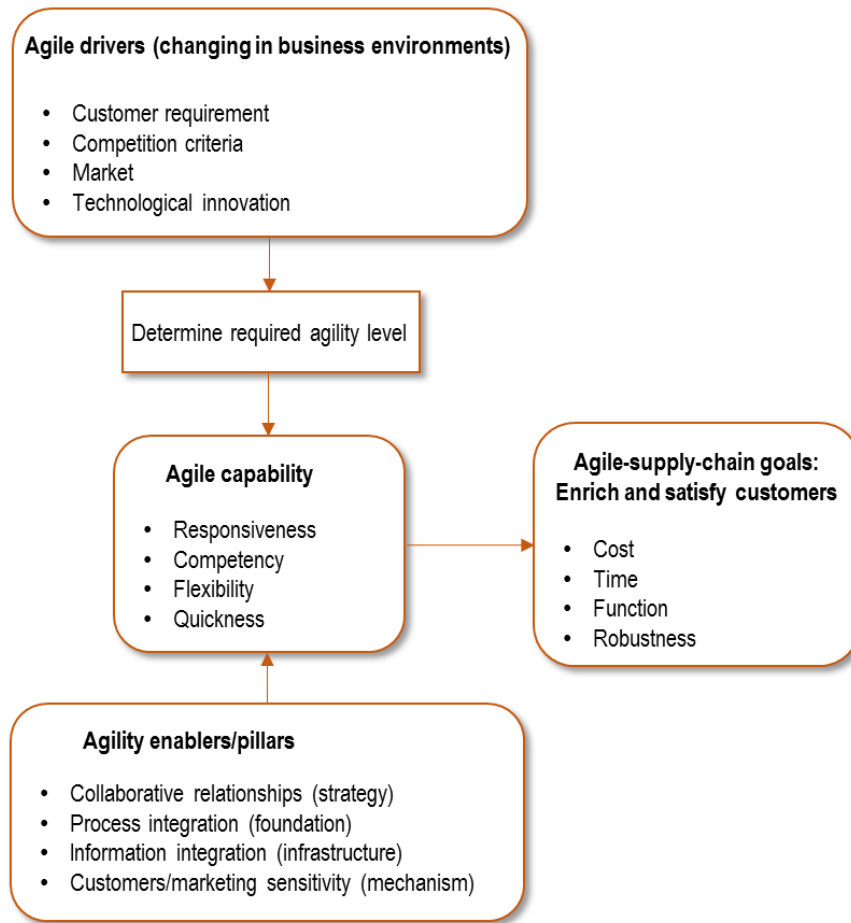 Agile drivers (changing in business environments)
• Customer requirement
• Competition criteria
• Market
• Technological innovation
Determine required agility level
Agile capability
• Responsiveness
• Competency
• Flexibility
• Quickness
Agile-supply-chain goals:
Enrich and satisfy customers
• Cost
• Time
• Function
• Robustness
Agility enablers/pillars
• Collaborative relationships (strategy)
• Process integration (foundation)
• Information integration (infrastructure)
• Customers/marketing sensitivity (mechanism)